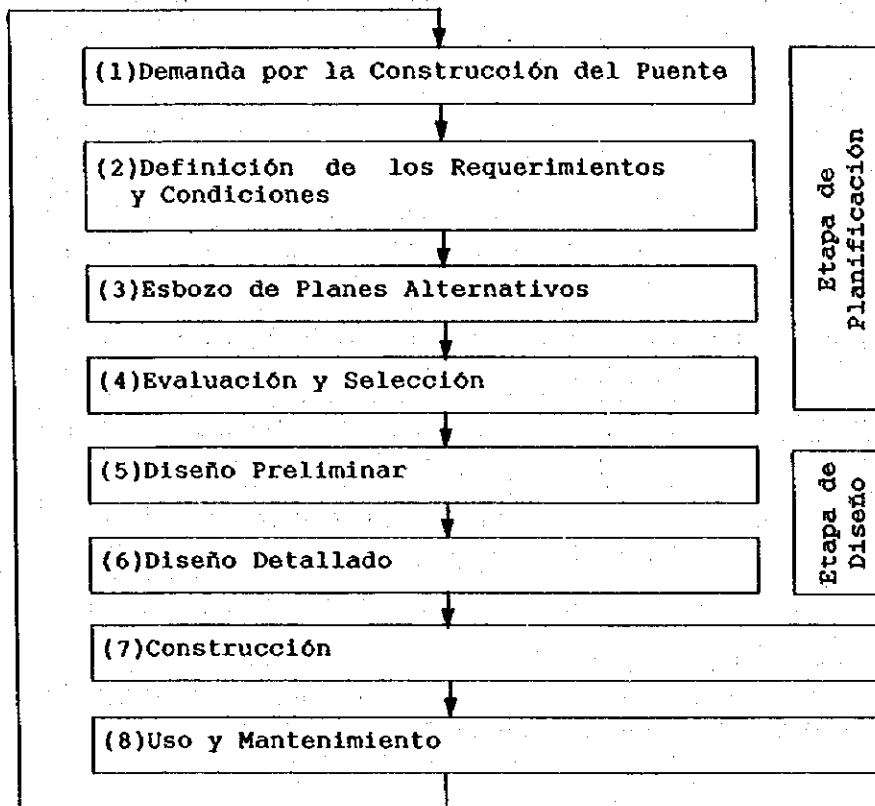 (1)Demanda por la Construcción del Puente
(2)Definición de los Requerimientos
y Condiciones
(3)Esbozo de Planes Alternativos
(4)Evaluación y Selección
(5)Diseño Preliminar
(6)Diseño Detallado
(7)Construcción
(8)Uso y Mantenimiento
Etapa de
Planificación
Etapa de
Diseño